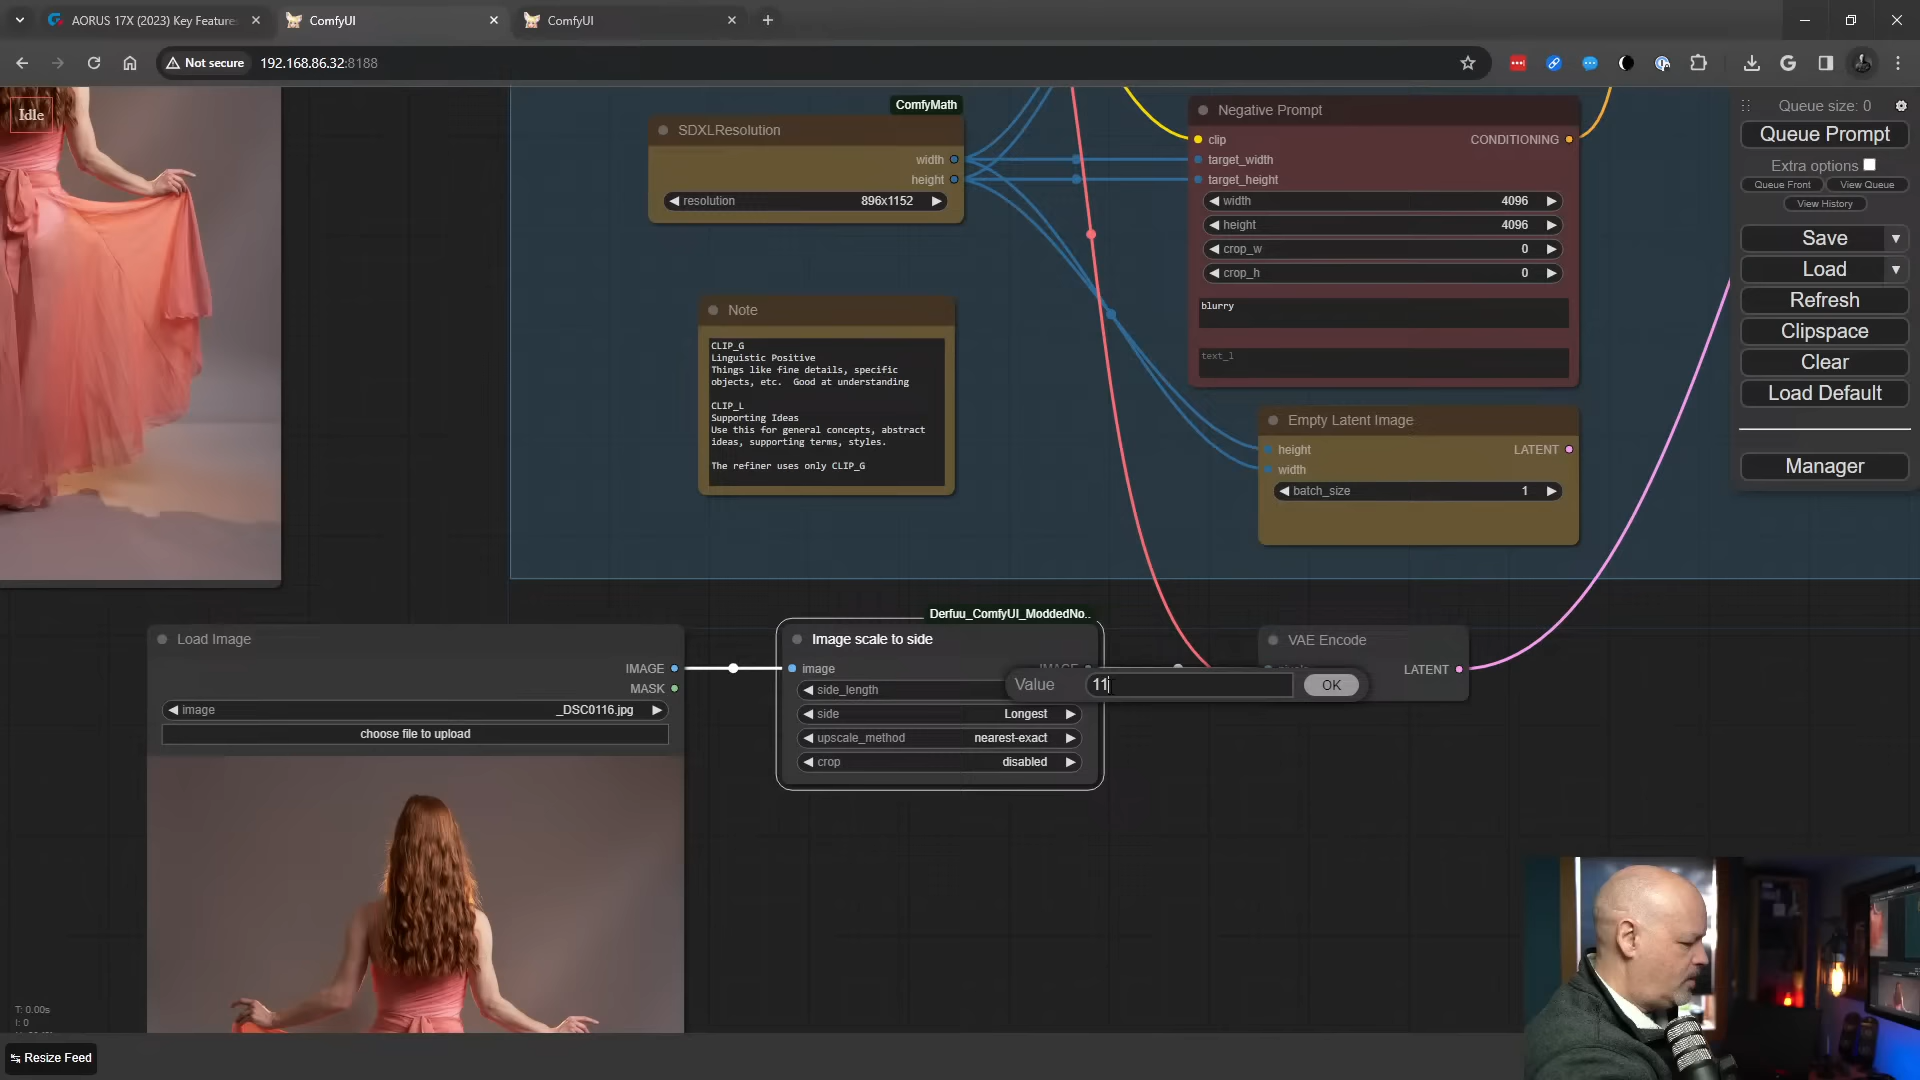 AORUS 17X (2023) Key Feature
ComfyUI
ComfyUI
Not secure
192.168.86.32:8188
Idle
ComfyMath
SDXLResolution
width
height
resolution
896x1152
Note
CLIP_G
Linguistic Positive
Things like fine details, specific
objects, etc.  Good at understanding
CLIP_L
Supporting Ideas
Use this for general concepts, abstract
ideas, supporting terms, styles.
The refiner uses only CLIP_G
Negative Prompt
clip
CONDITIONING
target_width
target_height
width
4096
height
4096
crop_w
0
crop_h
0
blurry
text_l
Empty Latent Image
height
LATENT
width
batch_size
1
Queue size: 0
Queue Prompt
Extra options
Queue Front
View Queue
View History
Save
Load
Refresh
Clipspace
Clear
Load Default
Manager
Load Image
IMAGE
MASK
image
_DSC0116.jpg
choose file to upload
Derfuu_ComfyUI_ModdedNo..
Image scale to side
image
IMAGE
side_length
side
Longest
upscale_method
nearest-exact
crop
disabled
Value
11
OK
VAE Encode
LATENT
T: 0.00s
I: 0
Resize Feed